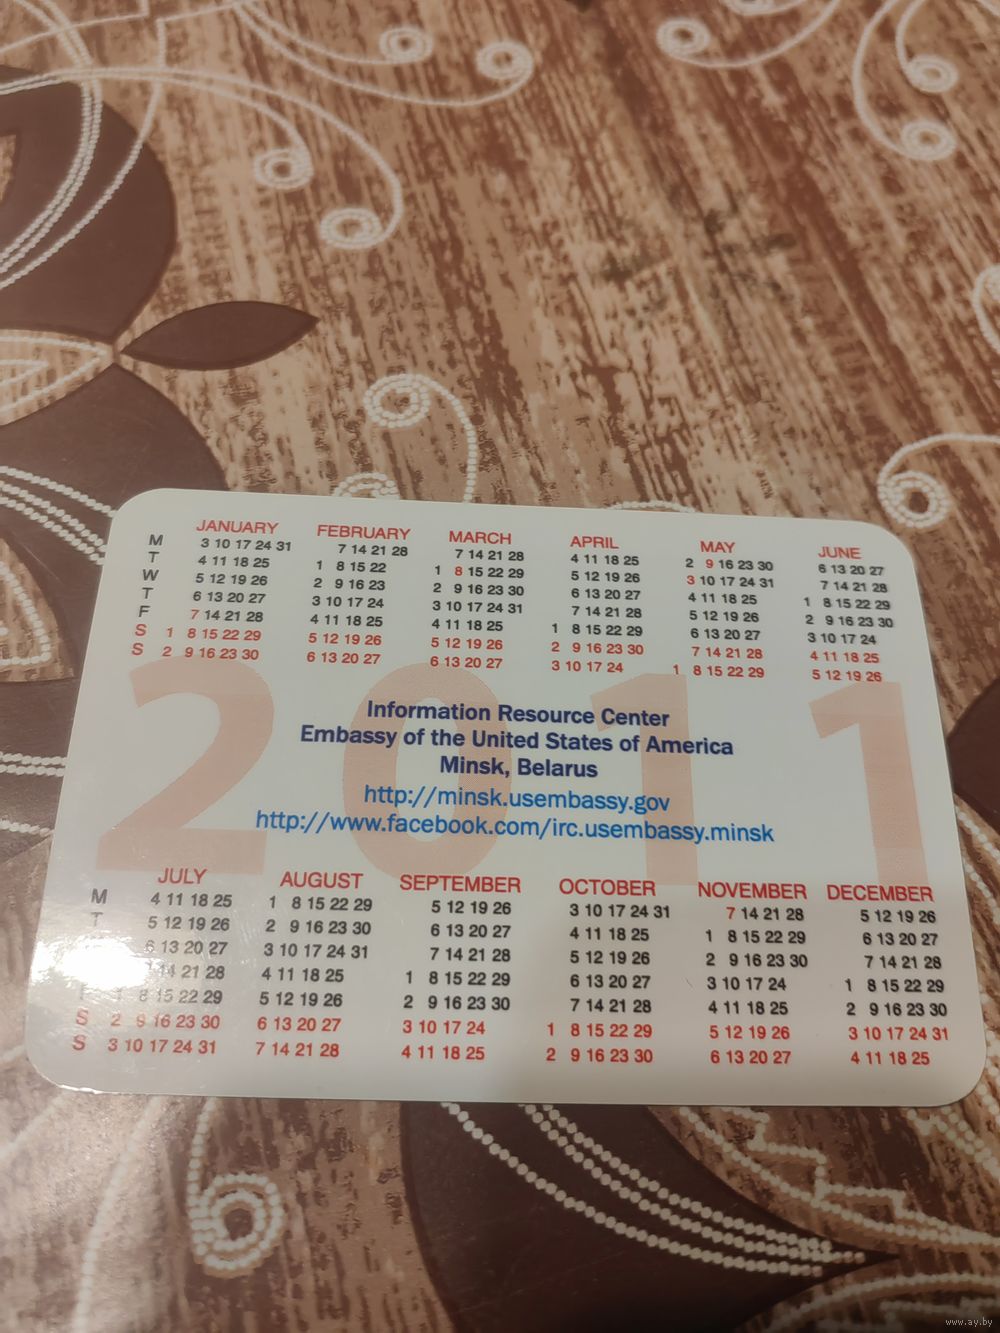 JANUARY FEBRUARY MARCH APRIL MAY JUNE
M 3 10 17 24 31 7 14 21 28 7 14 21 28 4 11 18 25 2 9 16 23 30 6 13 20 27
T 4 11 18 25 1 8 15 22 1 8 15 22 29 5 12 19 26 3 10 17 24 31 7 14 21 28
W 5 12 19 26 2 9 16 23 2 9 16 23 30 6 13 20 27 4 11 18 25 1 8 15 22 29
T 6 13 20 27 3 10 17 24 3 10 17 24 31 7 14 21 28 5 12 19 26 2 9 16 23 30
F 7 14 21 28 4 11 18 25 4 11 18 25 1 8 15 22 29 6 13 20 27 3 10 17 24
S 1 8 15 22 29 5 12 19 26 5 12 19 26 2 9 16 23 30 7 14 21 28 4 11 18 25
S 2 9 16 23 30 6 13 20 27 6 13 20 27 3 10 17 24 1 8 15 22 29 5 12 19 26
2011
Information Resource Center
Embassy of the United States of America
Minsk, Belarus
http://minsk.usembassy.gov
http://www.facebook.com/irc.usembassy.minsk
JULY AUGUST SEPTEMBER OCTOBER NOVEMBER DECEMBER
M 4 11 18 25 1 8 15 22 29 5 12 19 26 3 10 17 24 31 7 14 21 28 5 12 19 26
T 5 12 19 26 2 9 16 23 30 6 13 20 27 4 11 18 25 1 8 15 22 29 6 13 20 27
6 13 20 27 3 10 17 24 31 7 14 21 28 5 12 19 26 2 9 16 23 30 7 14 21 28
14 21 28 4 11 18 25 1 8 15 22 29 6 13 20 27 3 10 17 24 1 8 15 22 29
1 8 15 22 29 5 12 19 26 2 9 16 23 30 7 14 21 28 4 11 18 25 2 9 16 23 30
S 2 9 16 23 30 6 13 20 27 3 10 17 24 1 8 15 22 29 5 12 19 26 3 10 17 24 31
S 3 10 17 24 31 7 14 21 28 4 11 18 25 2 9 16 23 30 6 13 20 27 4 11 18 25
www.ay.by